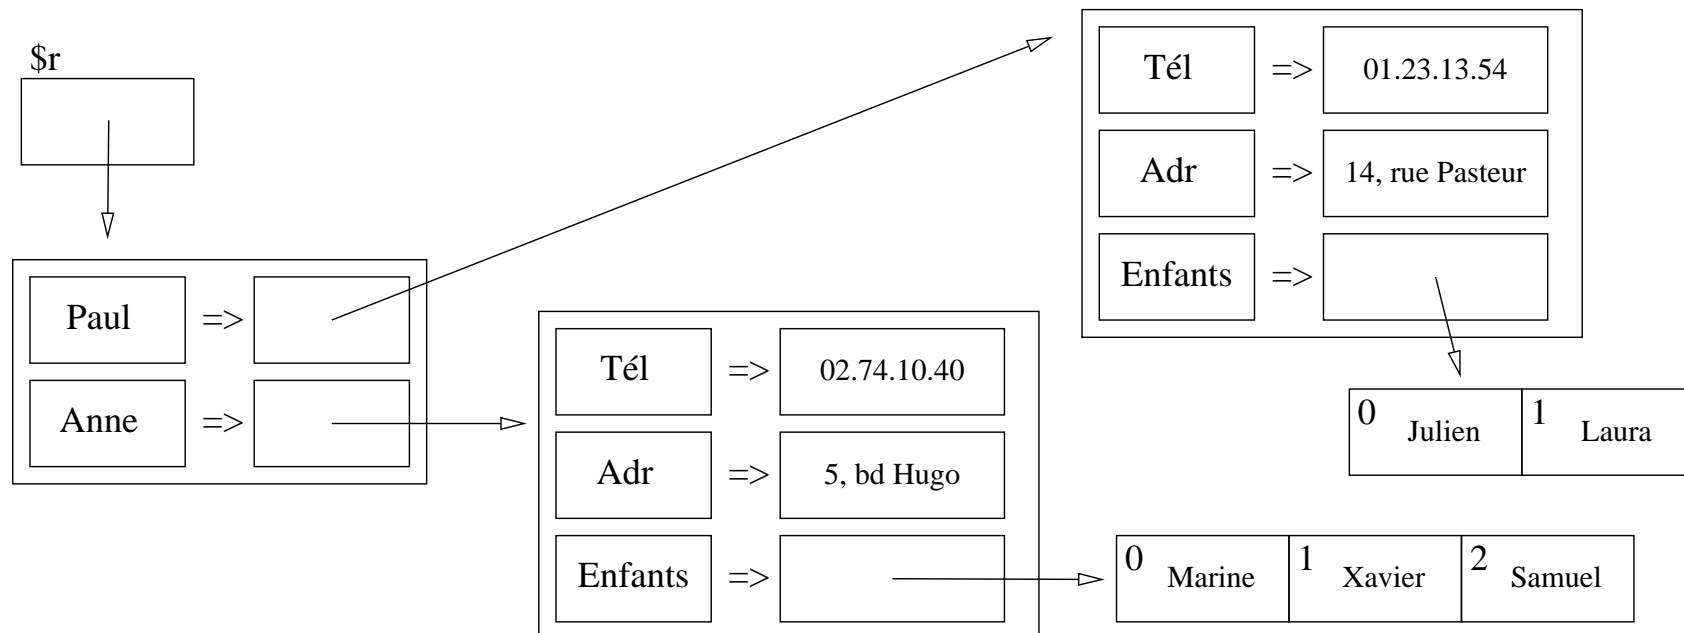 $r
Paul => 
Anne => 
Tél => 01.23.13.54
Adr => 14, rue Pasteur
Enfants => 
0 Julien 1 Laura
Tél => 02.74.10.40
Adr => 5, bd Hugo
Enfants => 
0 Marine 1 Xavier 2 Samuel